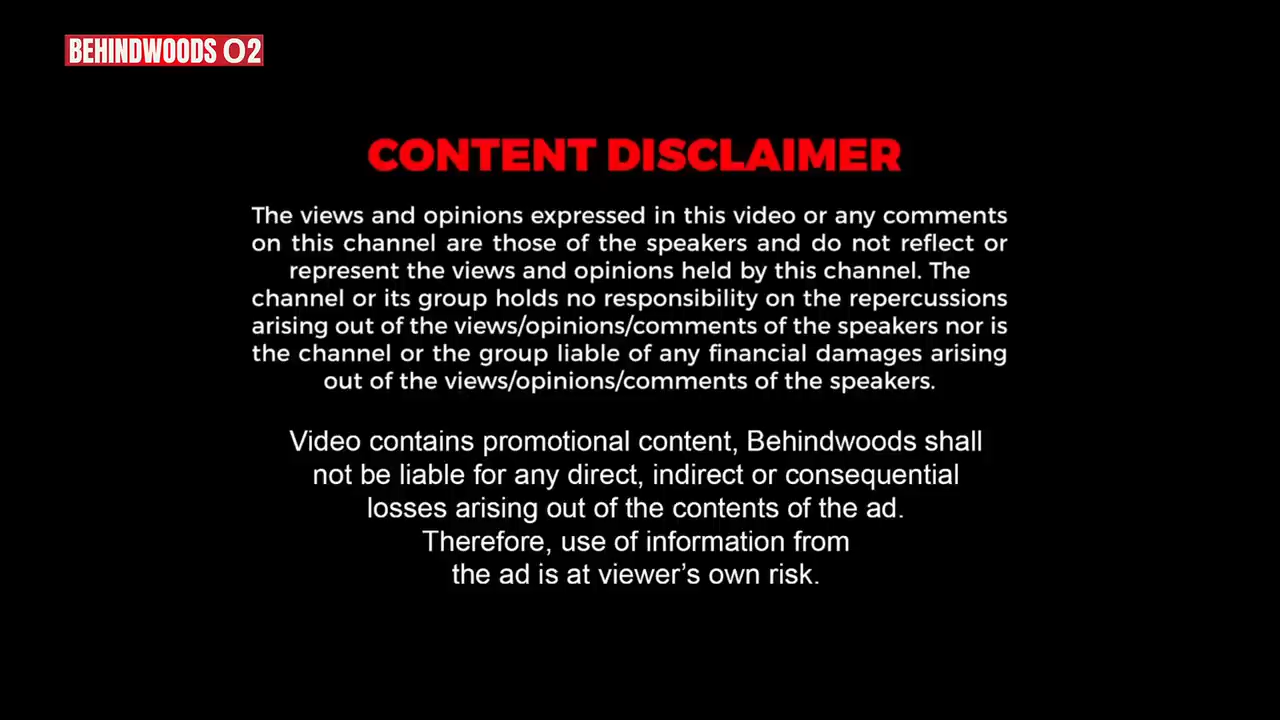 BEHINDWOODS O2
CONTENT DISCLAIMER
The views and opinions expressed in this video or any comments
on this channel are those of the speakers and do not reflect or
represent the views and opinions held by this channel. The
channel or its group holds no responsibility on the repercussions
arising out of the views/opinions/comments of the speakers nor is
the channel or the group liable of any financial damages arising
out of the views/opinions/comments of the speakers.
Video contains promotional content, Behindwoods shall
not be liable for any direct, indirect or consequential
losses arising out of the contents of the ad.
Therefore, use of information from
the ad is at viewer’s own risk.